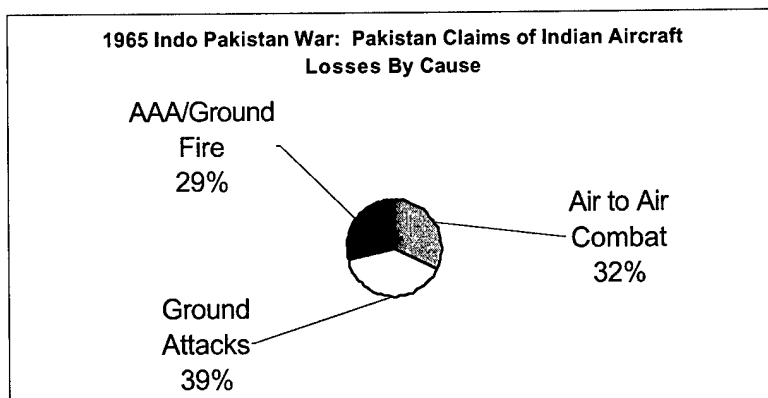 1965 Indo Pakistan War: Pakistan Claims of Indian Aircraft
Losses By Cause
AAA/Ground
Fire
29%
Air to Air
Combat
32%
Ground
Attacks
39%